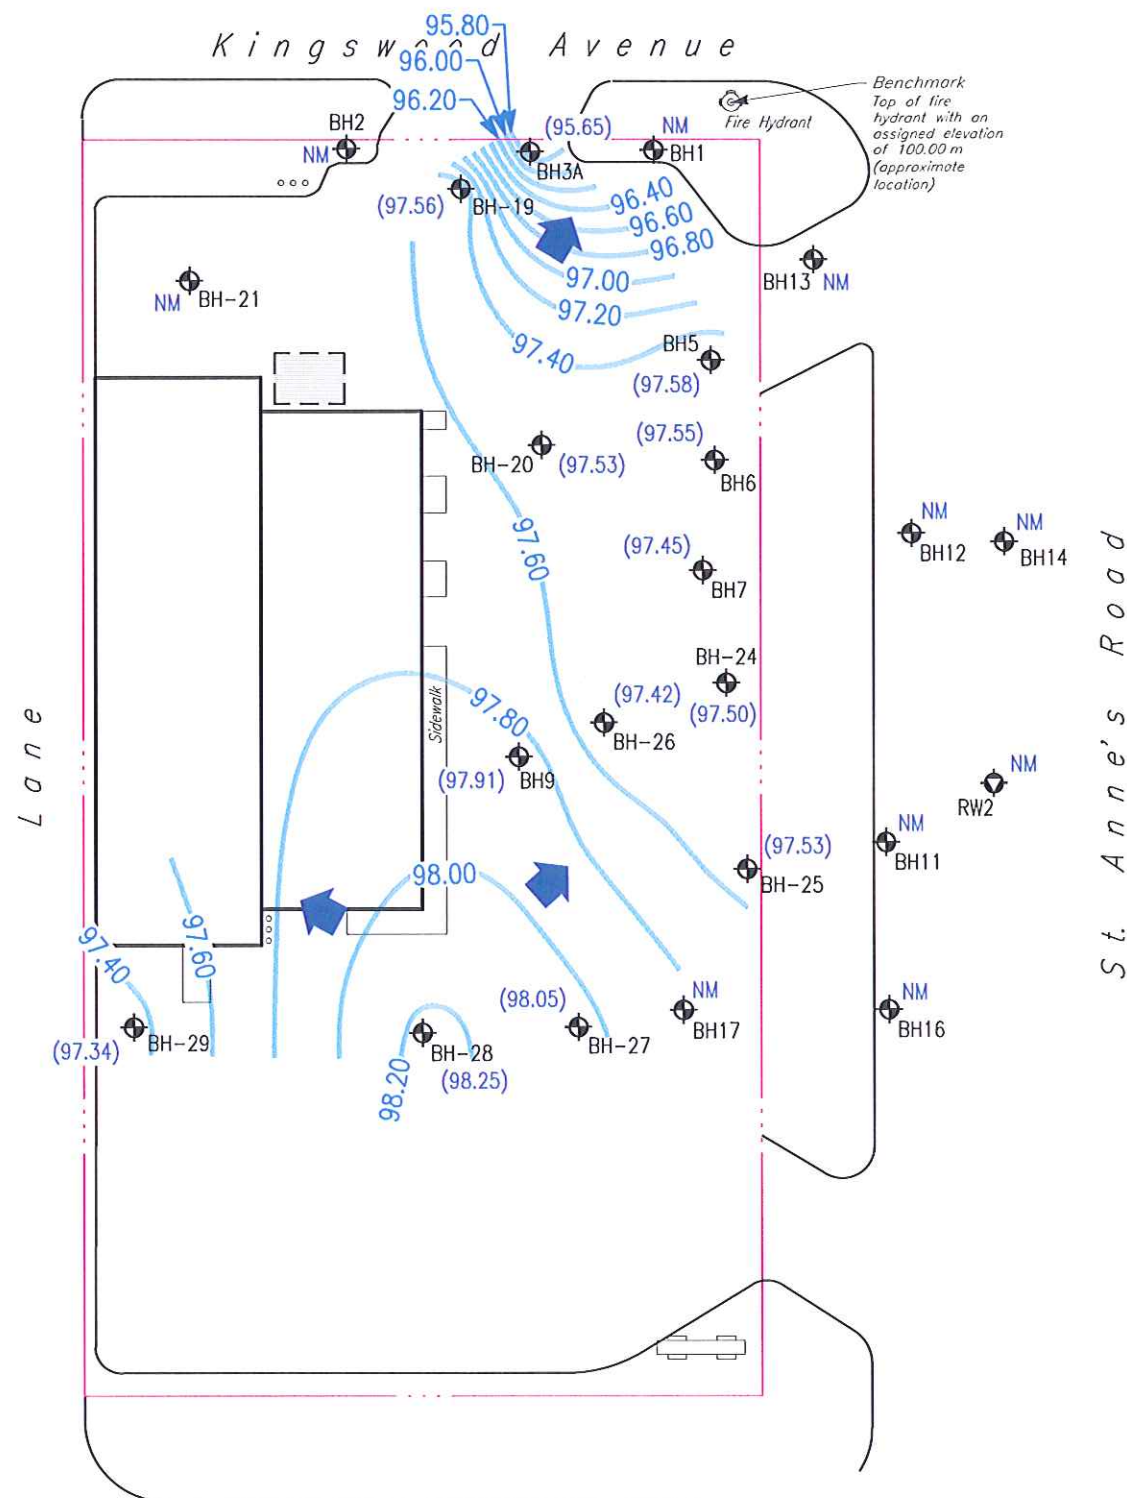 Kingswood Avenue
95.80
96.00
96.20
Benchmark
Top of fire
hydrant with an
assigned elevation
of 100.00 m
(approximate
location)
Fire Hydrant
BH2
NM
(95.65)
BH3A
NM
BH1
(97.56)
BH-19
96.40
96.60
96.80
97.00
97.20
97.40
BH13
NM
NM
BH-21
BH5
(97.58)
(97.55)
BH6
BH-20
(97.53)
97.60
(97.45)
BH7
NM
BH12
NM
BH14
BH-24
(97.50)
(97.42)
BH-26
97.80
Sidewalk
BH9
(97.91)
NM
RW2
NM
BH11
(97.53)
BH-25
98.00
97.40
97.60
Lane
St. Anne's Road
BH-29
(97.34)
98.20
BH-28
(98.25)
(98.05)
BH-27
NM
BH17
NM
BH16